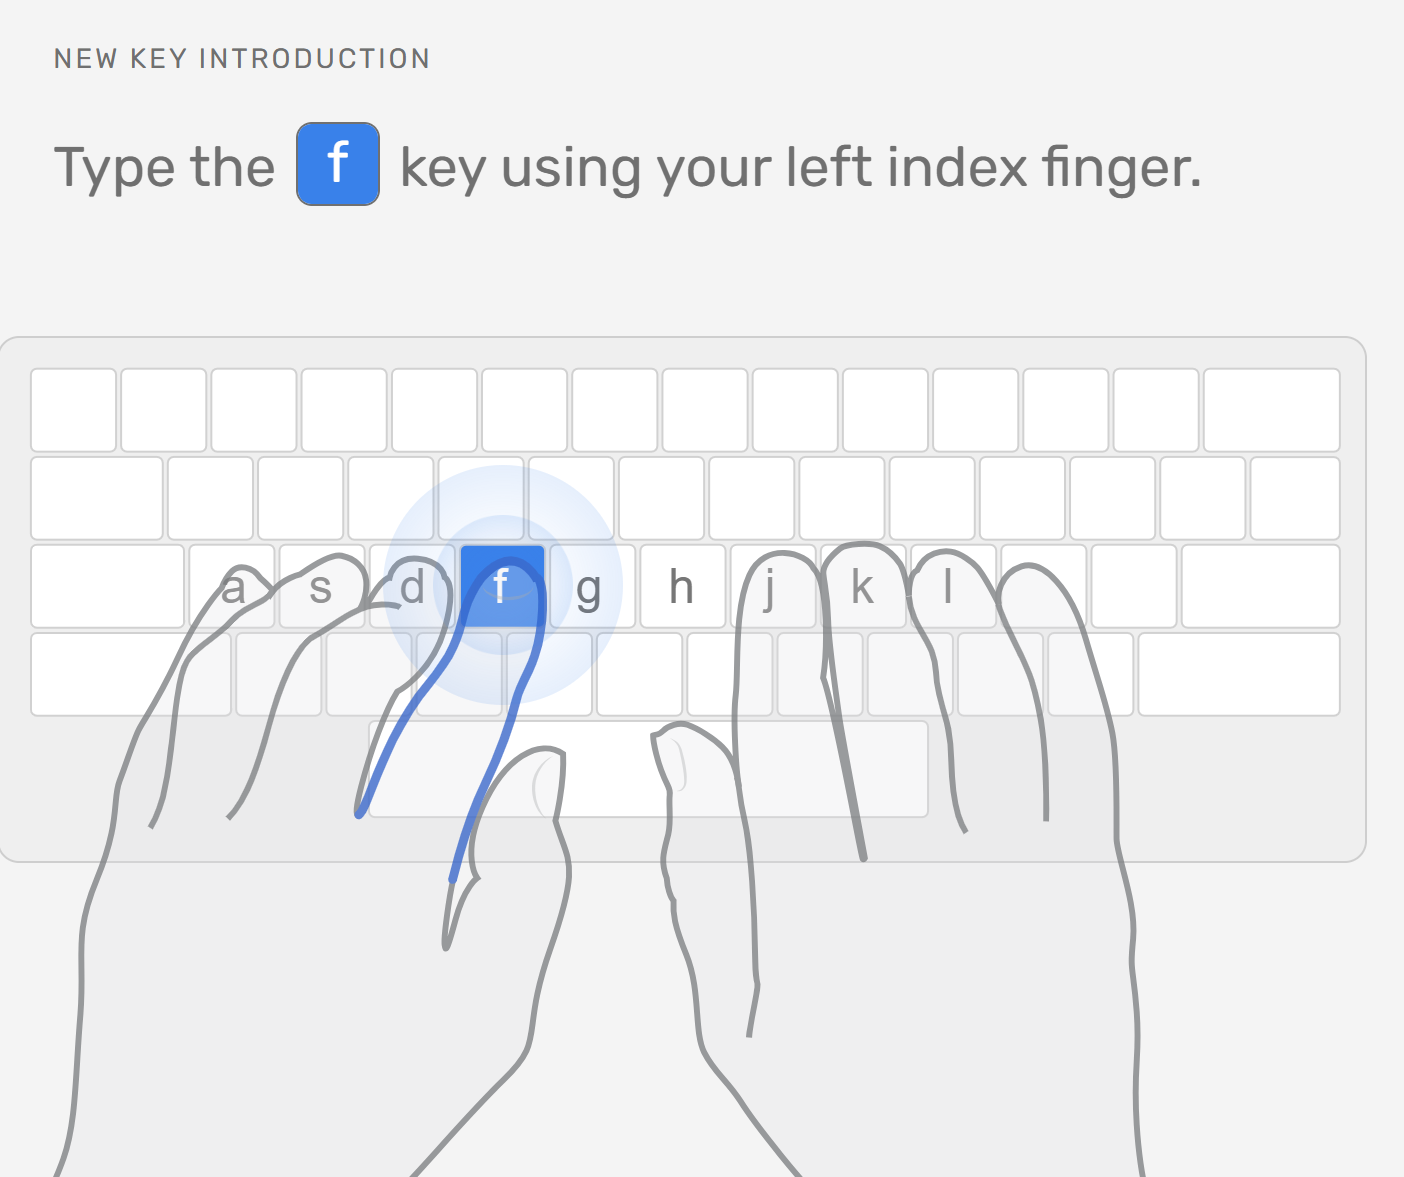 NEW KEY INTRODUCTION
Type the f key using your left index finger.
a s d f g h j k l